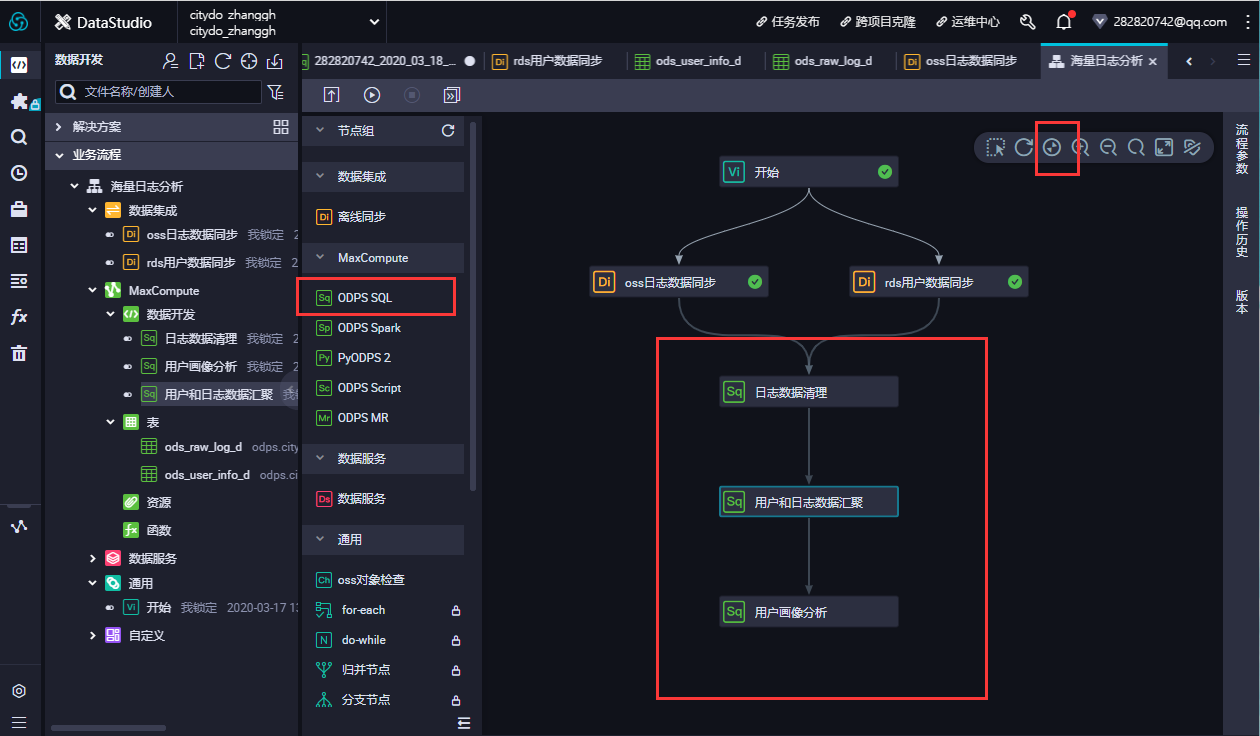 DataStudio
citydo_zhanggh
citydo_zhanggh
任务发布
跨项目克隆
运维中心
282820742@qq.com
数据开发
文件名称/创建人
解决方案
业务流程
海量日志分析
数据集成
Di oss日志数据同步 我锁定 2
Di rds用户数据同步 我锁定 2
MaxCompute
数据开发
Sq 日志数据清理 我锁定 2
Sq 用户画像分析 我锁定 2
Sq 用户和日志数据汇聚
表
ods_raw_log_d odps.city
ods_user_info_d odps.ci
资源
fx 函数
数据服务
通用
Vi 开始 我锁定 2020-03-17 1
自定义
282820742_2020_03_18_...
Di rds用户数据同步
ods_user_info_d
ods_raw_log_d
Di oss日志数据同步
海量日志分析
节点组
数据集成
Di 离线同步
MaxCompute
Sq ODPS SQL
Sp ODPS Spark
Py PyODPS 2
Sc ODPS Script
Mr ODPS MR
数据服务
Ds 数据服务
通用
Ch oss对象检查
for-each
N do-while
归并节点
分支节点
Vi 开始
Di oss日志数据同步
Di rds用户数据同步
Sq 日志数据清理
Sq 用户和日志数据汇聚
Sq 用户画像分析
流程参数
操作历史
版本